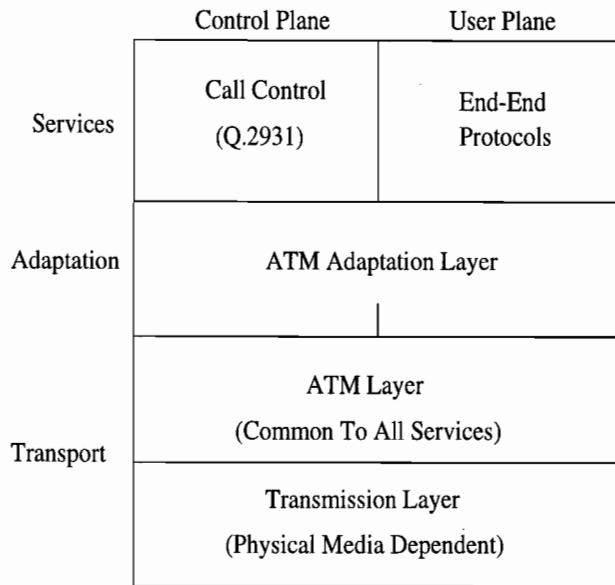 Control Plane User Plane
Services
Call Control
(Q.2931)
End-End
Protocols
Adaptation
ATM Adaptation Layer
Transport
ATM Layer
(Common To All Services)
Transmission Layer
(Physical Media Dependent)